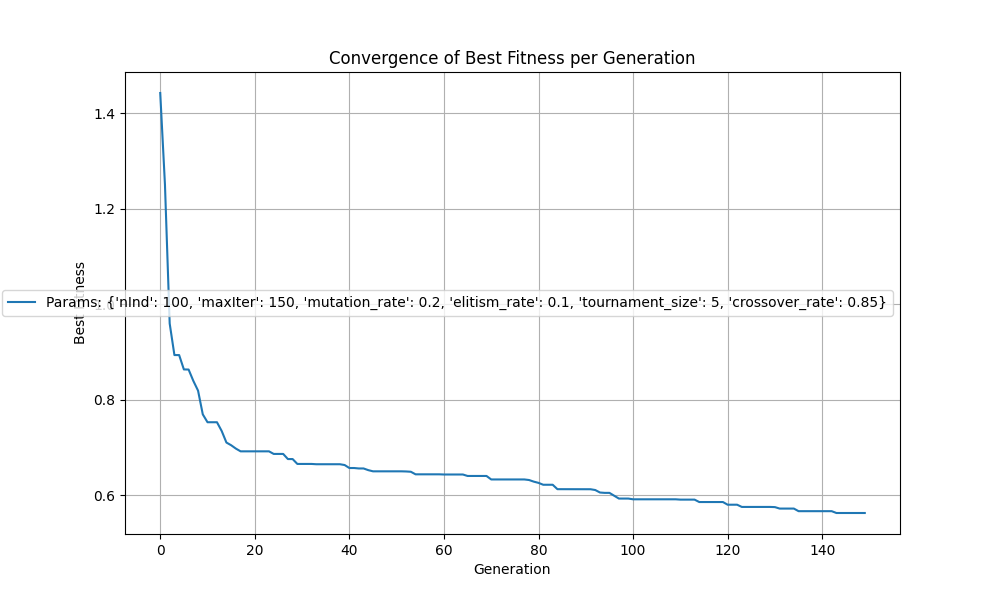 Convergence of Best Fitness per Generation
1.4
1.2
Params: {'nInd': 100, 'maxIter': 150, 'mutation_rate': 0.2, 'elitism_rate': 0.1, 'tournament_size': 5, 'crossover_rate': 0.85}
0.8
0.6
0 20 40 60 80 100 120 140
Generation
Best